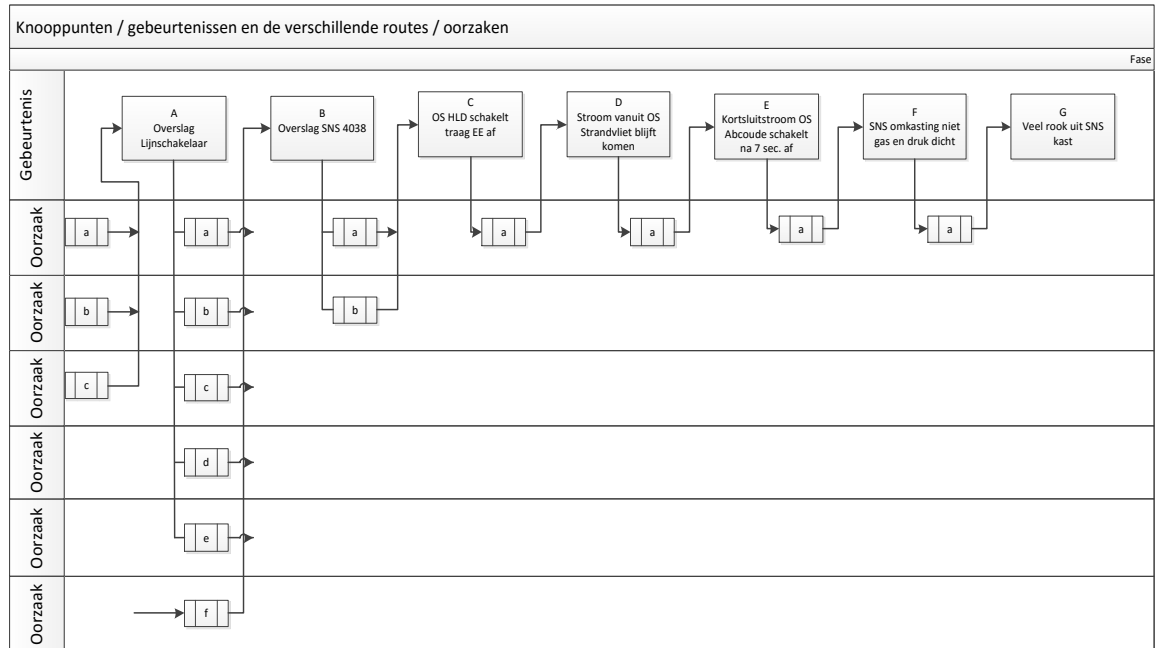 Knooppunten / gebeurtenissen en de verschillende routes / oorzaken
Fase
Gebeurtenis
A
Overslag
Lijnschakelaar
B
Overslag SNS 4038
C
OS HLD schakelt
traag EE af
D
Stroom vanuit OS
Strandvliet blijft
komen
E
Kortsluitstroom OS
Abcoude schakelt
na 7 sec. af
F
SNS omkasting niet
gas en druk dicht
G
Veel rook uit SNS
kast
Oorzaak
a
a
a
a
a
a
a
Oorzaak
b
b
b
Oorzaak
c
c
Oorzaak
d
Oorzaak
e
Oorzaak
f